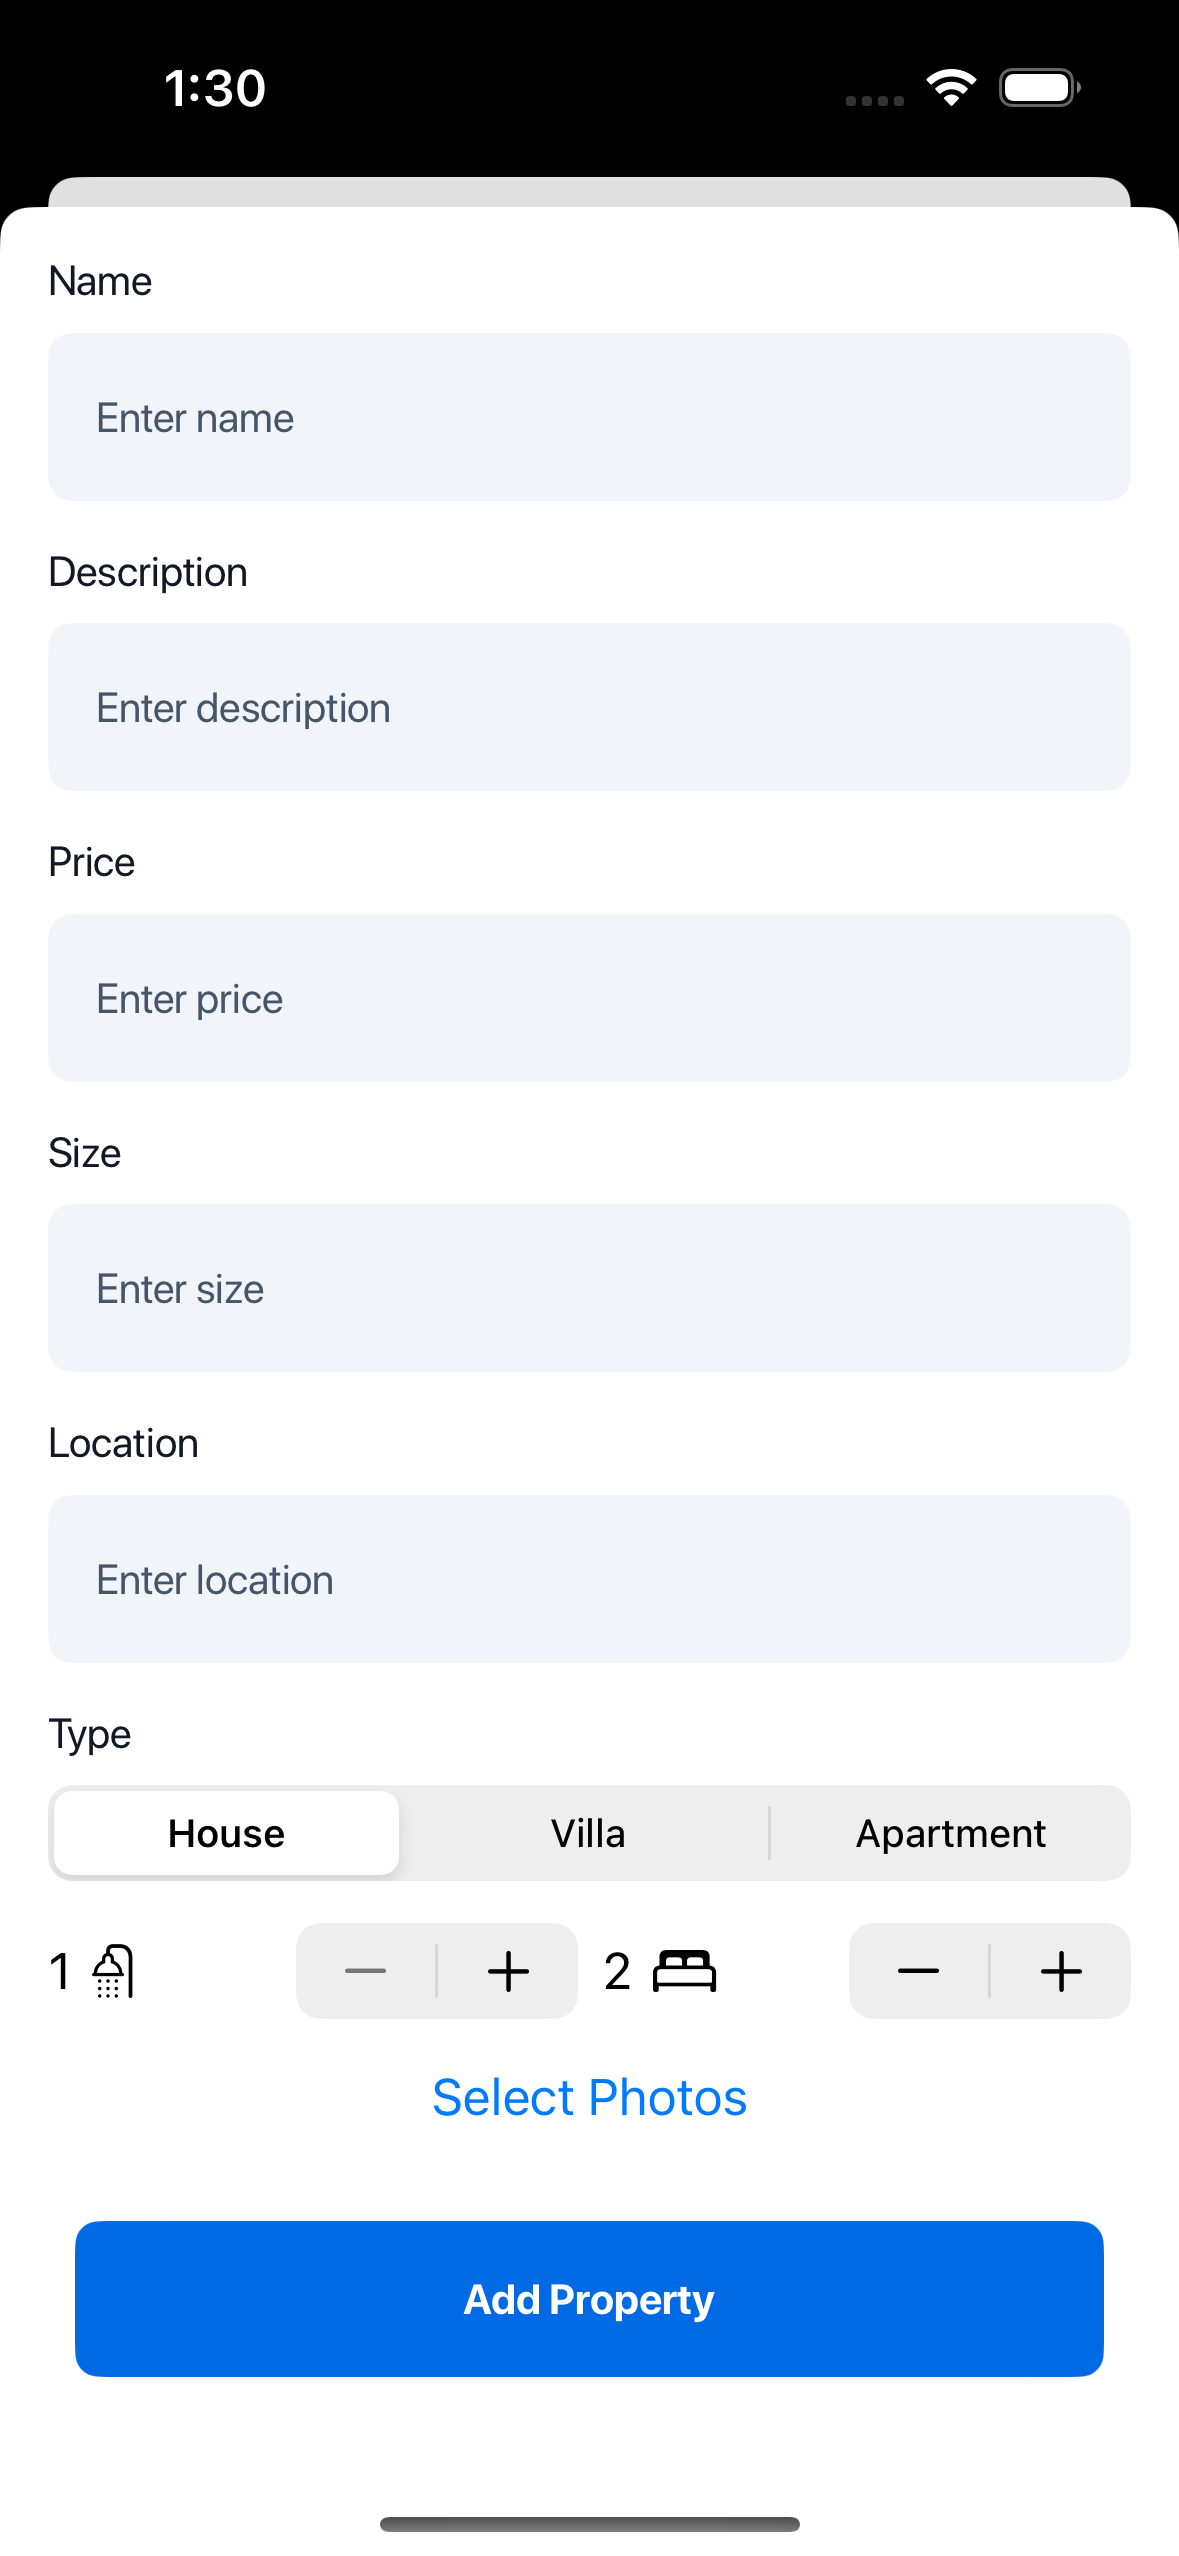 1:30
Name
Enter name
Description
Enter description
Price
Enter price
Size
Enter size
Location
Enter location
Type
House Villa Apartment
1 2
Select Photos
Add Property